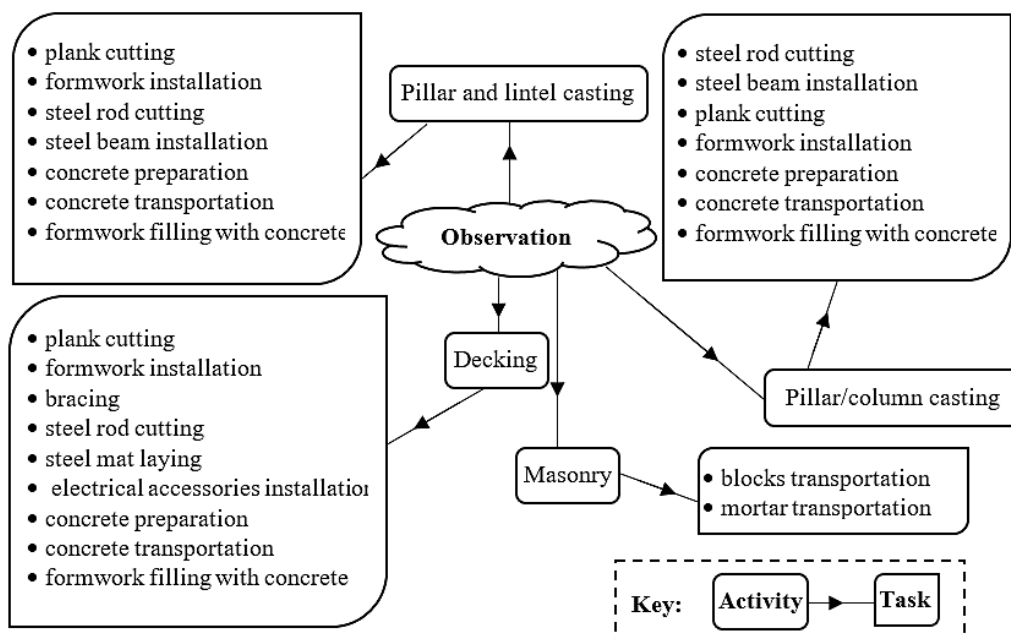 • plank cutting
• formwork installation
• steel rod cutting
• steel beam installation
• concrete preparation
• concrete transportation
• formwork filling with concrete
Pillar and lintel casting
• steel rod cutting
• steel beam installation
• plank cutting
• formwork installation
• concrete preparation
• concrete transportation
• formwork filling with concrete
Observation
• plank cutting
• formwork installation
• bracing
• steel rod cutting
• steel mat laying
• electrical accessories installation
• concrete preparation
• concrete transportation
• formwork filling with concrete
Decking
Pillar/column casting
Masonry
• blocks transportation
• mortar transportation
Key: Activity Task